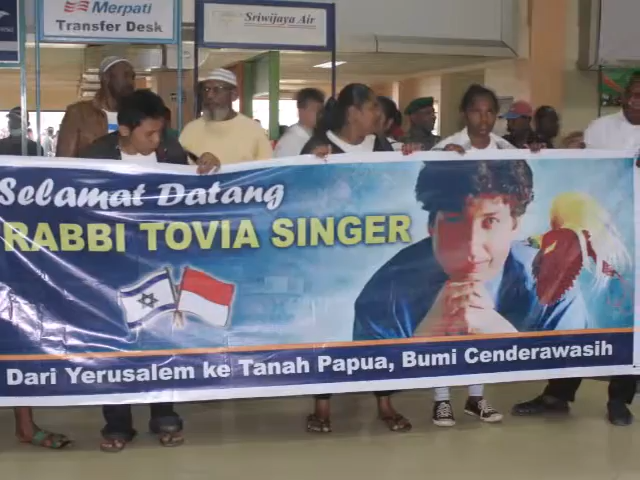 Merpati
Transfer Desk
Sriwijaya Air
Selamat Datang
RABBI TOVIA SINGER
Dari Yerusalem ke Tanah Papua, Bumi Cenderawasih